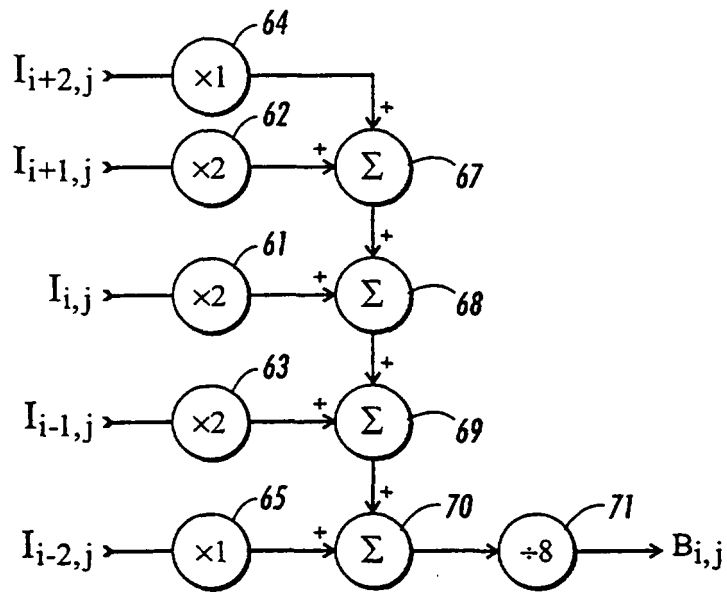 64
I_{i+2,j} ×1
+
62
I_{i+1,j} ×2 + Σ 67
+
61
I_{i,j} ×2 + Σ 68
+
63
I_{i-1,j} ×2 + Σ 69
+
65 70 71
I_{i-2,j} ×1 + Σ ÷8 B_{i,j}